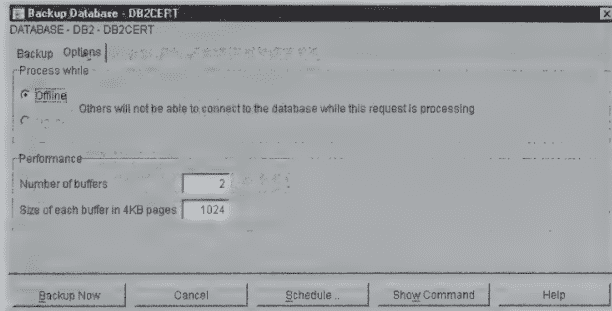 Backup Database - DB2CERT
DATABASE - DB2 - DB2CERT
Backup Options
Process while
Offline
Others will not be able to connect to the database while this request is processing
Performance
Number of buffers 2
Size of each buffer in 4KB pages 1024
Backup Now Cancel Schedule .. Show Command Help